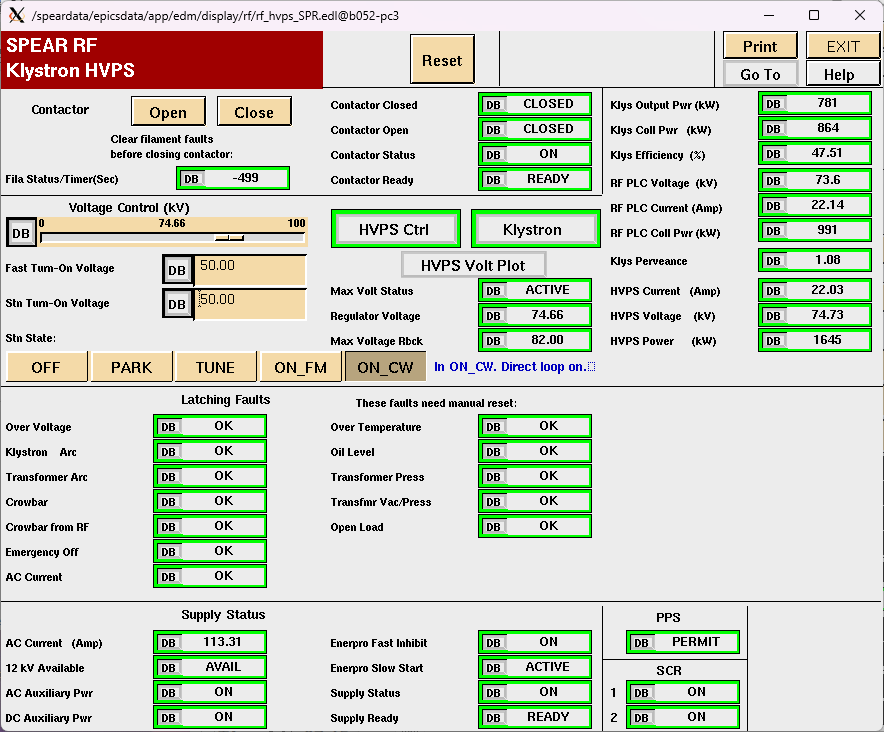 /speardata/epicsdata/app/edm/display/rf/rf_hvps_SPR.edl@b052-pc3
SPEAR RF
Klystron HVPS
Reset
Print
EXIT
Go To
Help
Contactor
Open
Close
Clear filament faults
before closing contactor:
Fila Status/Timer(Sec) DB -499
Contactor Closed DB CLOSED
Contactor Open DB CLOSED
Contactor Status DB ON
Contactor Ready DB READY
Klys Output Pwr (kW) DB 781
Klys Coll Pwr (kW) DB 864
Klys Efficiency (%) DB 47.51
RF PLC Voltage (kV) DB 73.6
RF PLC Current (Amp) DB 22.14
RF PLC Coll Pwr (kW) DB 991
Klys Perveance DB 1.08
HVPS Current (Amp) DB 22.03
HVPS Voltage (kV) DB 74.73
HVPS Power (kW) DB 1645
Voltage Control (kV)
DB 0 74.66 100
Fast Turn-On Voltage DB 50.00
Stn Turn-On Voltage DB 50.00
Stn State:
HVPS Ctrl
Klystron
HVPS Volt Plot
Max Volt Status DB ACTIVE
Regulator Voltage DB 74.66
Max Voltage Rbck DB 82.00
OFF PARK TUNE ON_FM ON_CW In ON_CW. Direct loop on.
Latching Faults
Over Voltage DB OK
Klystron Arc DB OK
Transformer Arc DB OK
Crowbar DB OK
Crowbar from RF DB OK
Emergency Off DB OK
AC Current DB OK
These faults need manual reset:
Over Temperature DB OK
Oil Level DB OK
Transformer Press DB OK
Transfmr Vac/Press DB OK
Open Load DB OK
Supply Status
AC Current (Amp) DB 113.31
12 kV Available DB AVAIL
AC Auxiliary Pwr DB ON
DC Auxiliary Pwr DB ON
Enerpro Fast Inhibit DB ON
Enerpro Slow Start DB ACTIVE
Supply Status DB ON
Supply Ready DB READY
PPS
DB PERMIT
SCR
1 DB ON
2 DB ON